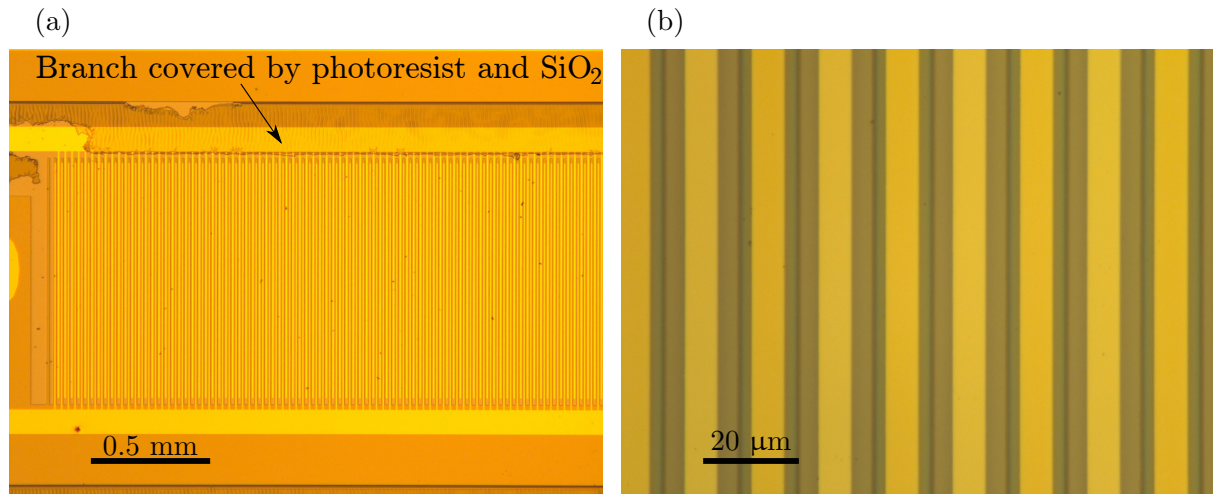 (a)
(b)
Branch covered by photoresist and SiO₂
0.5 mm
20 µm